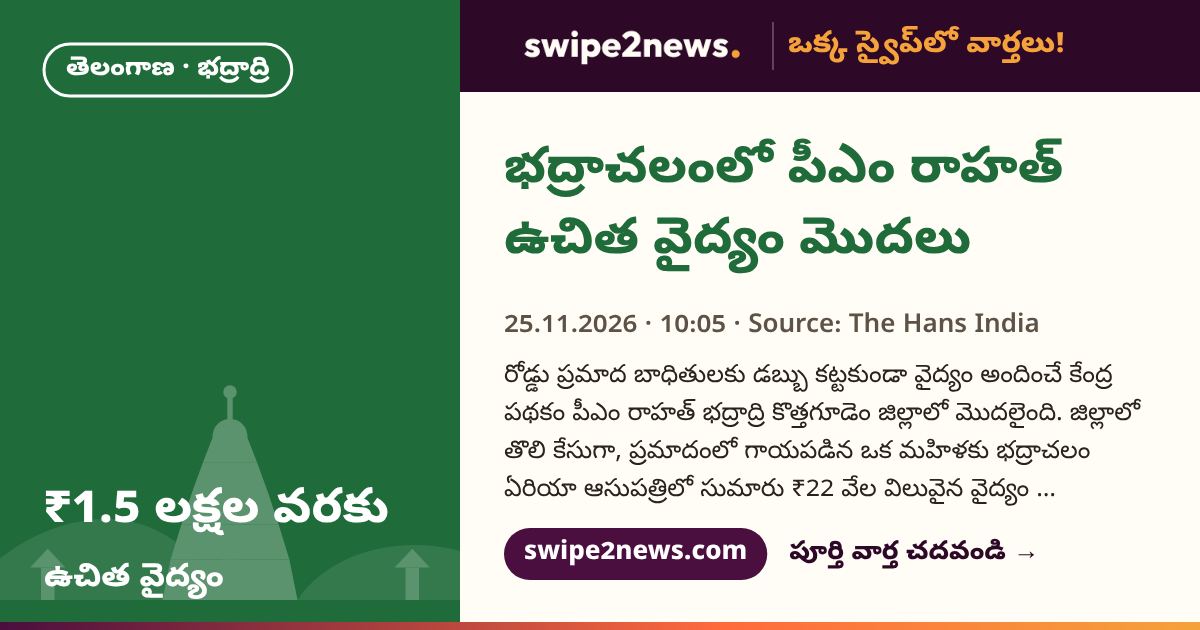 తెలంగాణ · భద్రాద్రి
₹1.5 లక్షల వరకు
ఉచిత వైద్యం
swipe2news.
ఒక్క స్వైప్‌లో వార్తలు!
భద్రాచలంలో పీఎం రాహత్
ఉచిత వైద్యం మొదలు
25.11.2026 · 10:05 · Source: The Hans India
రోడ్డు ప్రమాద బాధితులకు డబ్బు కట్టకుండా వైద్యం అందించే కేంద్ర
పథకం పీఎం రాహత్ భద్రాద్రి కొత్తగూడెం జిల్లాలో మొదలైంది. జిల్లాలో
తొలి కేసుగా, ప్రమాదంలో గాయపడిన ఒక మహిళకు భద్రాచలం
ఏరియా ఆసుపత్రిలో సుమారు ₹22 వేల విలువైన వైద్యం ...
swipe2news.com
పూర్తి వార్త చదవండి →